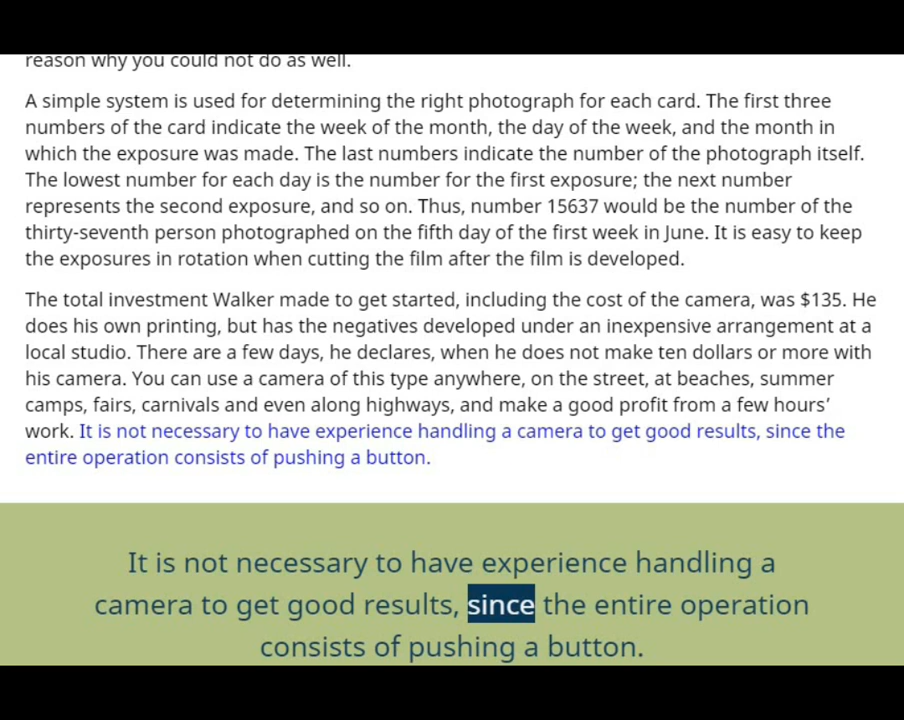 reason why you could not do as well.
A simple system is used for determining the right photograph for each card. The first three
numbers of the card indicate the week of the month, the day of the week, and the month in
which the exposure was made. The last numbers indicate the number of the photograph itself.
The lowest number for each day is the number for the first exposure; the next number
represents the second exposure, and so on. Thus, number 15637 would be the number of the
thirty-seventh person photographed on the fifth day of the first week in June. It is easy to keep
the exposures in rotation when cutting the film after the film is developed.
The total investment Walker made to get started, including the cost of the camera, was $135. He
does his own printing, but has the negatives developed under an inexpensive arrangement at a
local studio. There are a few days, he declares, when he does not make ten dollars or more with
his camera. You can use a camera of this type anywhere, on the street, at beaches, summer
camps, fairs, carnivals and even along highways, and make a good profit from a few hours’
work. It is not necessary to have experience handling a camera to get good results, since the
entire operation consists of pushing a button.
It is not necessary to have experience handling a
camera to get good results, since the entire operation
consists of pushing a button.